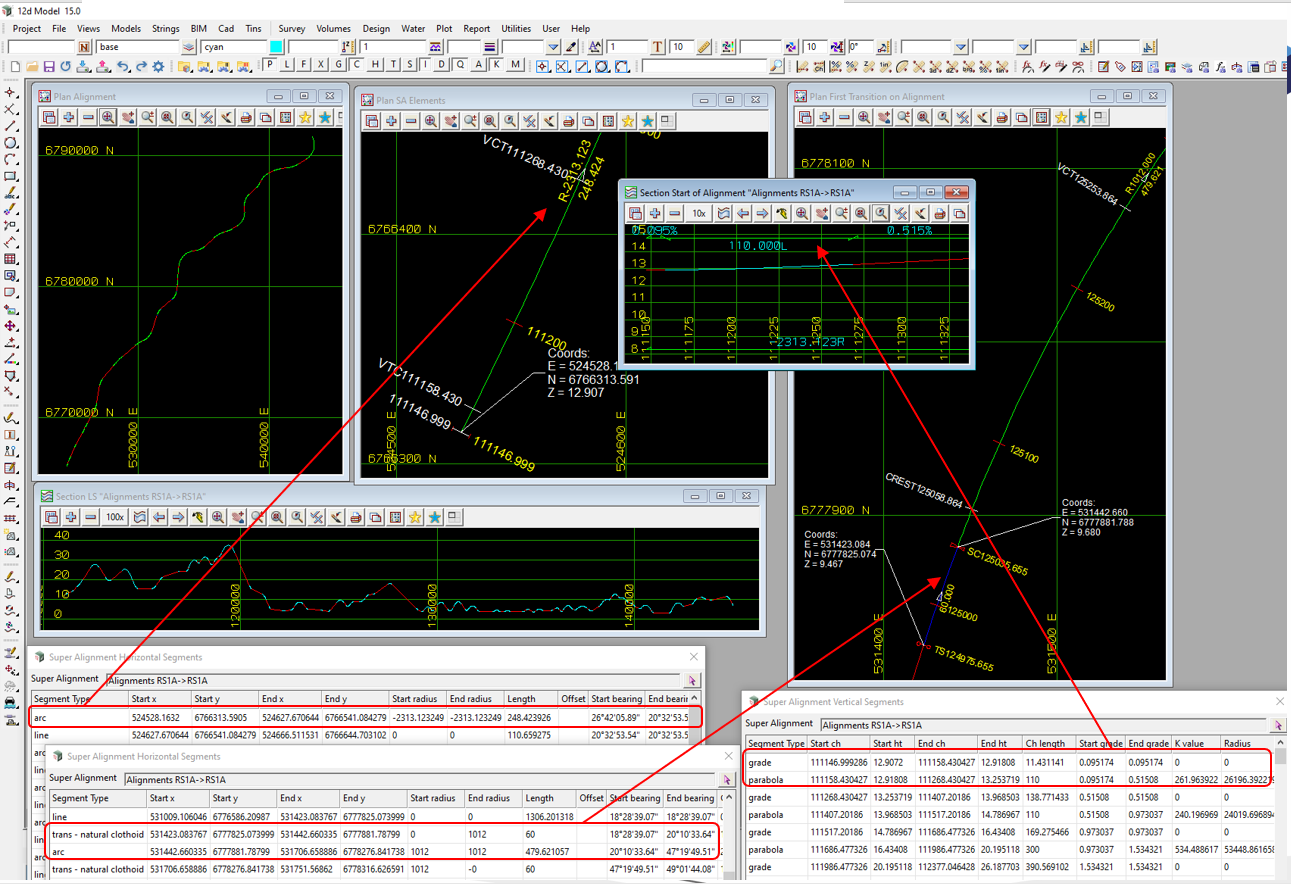 12d Model 15.0
Project File Views Models Strings BIM Cad Tins Survey Volumes Design Water Plot Report Utilities User Help
base cyan 1 1 T 10 10 0°
P L F X G C H T S I D Q A K M
Plan Alignment
6790000 N
6780000 N
6770000 N
530000 E
540000 E
Plan SA Elements
VCT111268.430
R-2313.123
248.424
6766400 N
111200
Coords:
E = 524528.1
N = 6766313.591
Z = 12.907
VTC111158.430
111146.999
111146.999
6766300 N
524500 E
524600 E
Section Start of Alignment "Alignments RS1A->RS1A"
10x
0.095%
0.515%
110.000L
15
14
13
12
11
10
9
8
111150
111175
111200
111225
111250
111275
111300
111325
-2313.123R
Plan First Transition on Alignment
6778100 N
VCT125253.864
R1012.000
479.621
125200
125100
CREST125058.864
6777900 N
Coords:
E = 531442.660
N = 6777881.788
Z = 9.680
Coords:
E = 531423.084
N = 6777825.074
Z = 9.467
SC125035.655
60.000
125000
TS124975.655
531400 E
531500 E
Section LS "Alignments RS1A->RS1A"
100x
40
30
20
10
0
120000
130000
140000
Super Alignment Horizontal Segments
Super Alignment Alignments RS1A->RS1A
Segment Type Start x Start y End x End y Start radius End radius Length Offset Start bearing End bearin
arc 524528.1632 6766313.5905 524627.670644 6766541.084279 -2313.123249 -2313.123249 248.423926 26°42'05.89" 20°32'53.5
line 524627.670644 6766541.084279 524666.511531 6766644.703102 0 0 110.659275 20°32'53.54" 20°32'53.5
Super Alignment Horizontal Segments
Super Alignment Alignments RS1A->RS1A
Segment Type Start x Start y End x End y Start radius End radius Length Offset Start bearing End bearing
line 531009.106046 6776586.20987 531423.083767 6777825.073999 0 0 1306.201318 18°28'39.07" 18°28'39.07"
trans - natural clothoid 531423.083767 6777825.073999 531442.660335 6777881.78799 0 1012 60 18°28'39.07" 20°10'33.64"
arc 531442.660335 6777881.78799 531706.658886 6778276.841738 1012 1012 479.621057 20°10'33.64" 47°19'49.51"
trans - natural clothoid 531706.658886 6778276.841738 531751.56862 6778316.626591 1012 -0 60 47°19'49.51" 49°01'44.08"
Super Alignment Vertical Segments
Super Alignment Alignments RS1A->RS1A
Segment Type Start ch Start ht End ch End ht Ch length Start grade End grade K value Radius
grade 111146.999286 12.9072 111158.430427 12.91808 11.431141 0.095174 0.095174 0 0
parabola 111158.430427 12.91808 111268.430427 13.253719 110 0.095174 0.51508 261.963922 26196.39221
grade 111268.430427 13.253719 111407.20186 13.968503 138.771433 0.51508 0.51508 0 0
parabola 111407.20186 13.968503 111517.20186 14.786967 110 0.51508 0.973037 240.196969 24019.696894
grade 111517.20186 14.786967 111686.477326 16.43408 169.275466 0.973037 0.973037 0 0
parabola 111686.477326 16.43408 111986.477326 20.195118 300 0.973037 1.534321 534.488617 53448.861658
grade 111986.477326 20.195118 112377.046428 26.187703 390.569102 1.534321 1.534321 0 0